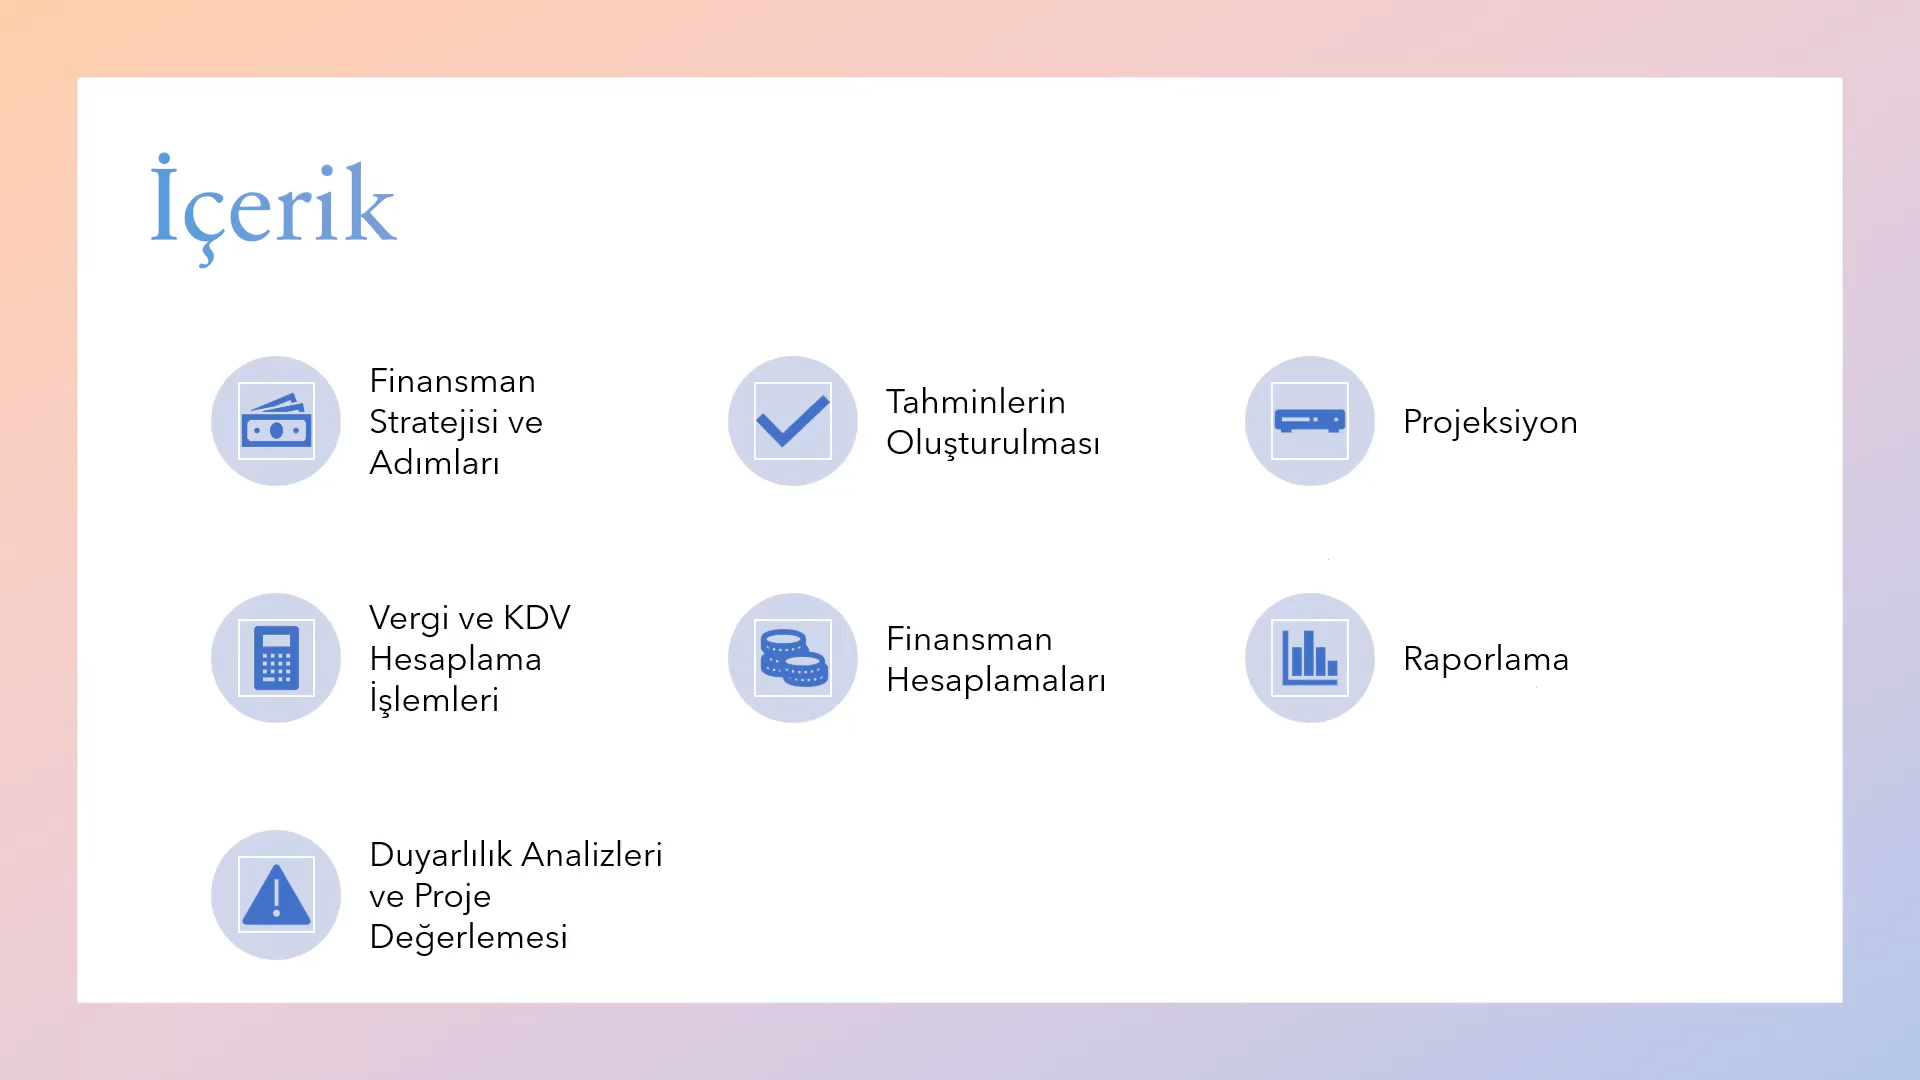 İçerik
Finansman
Stratejisi ve
Adımları
Tahminlerin
Oluşturulması
Projeksiyon
Vergi ve KDV
Hesaplama
İşlemleri
Finansman
Hesaplamaları
Raporlama
Duyarlılık Analizleri
ve Proje
Değerlemesi